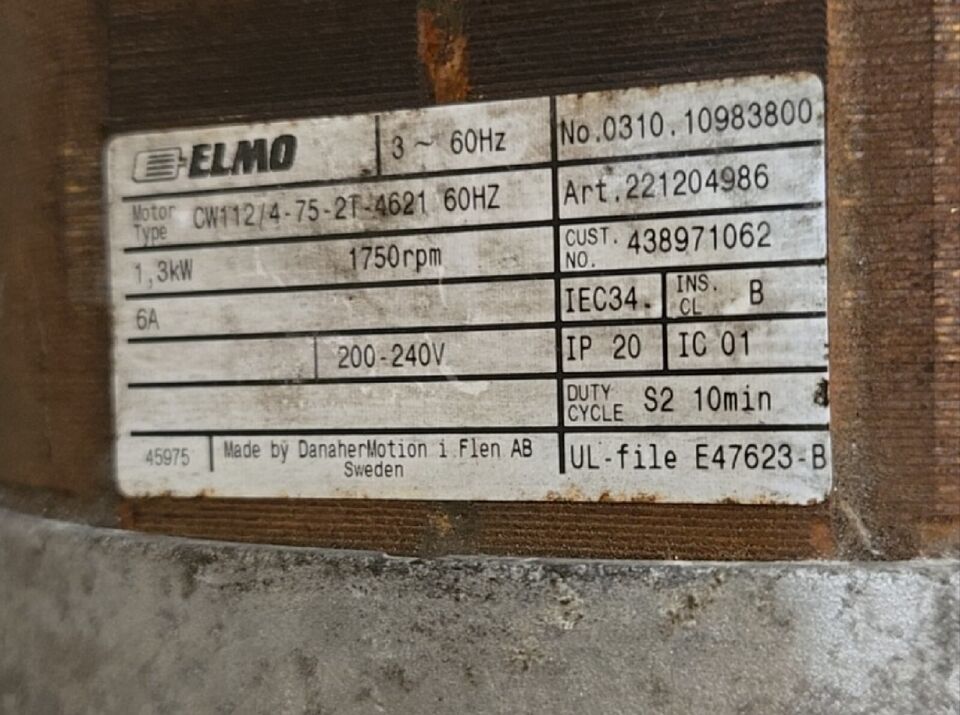 ELMO
3 ~ 60Hz
No.0310.10983800
Motor Type CW112/4-75-2T-4621 60HZ
Art.221204986
1,3kW 1750rpm
CUST. NO. 438971062
6A
IEC34. INS. CL B
200-240V
IP 20 IC 01
DUTY CYCLE S2 10min
45975
Made by DanaherMotion i Flen AB
Sweden
UL-file E47623-B